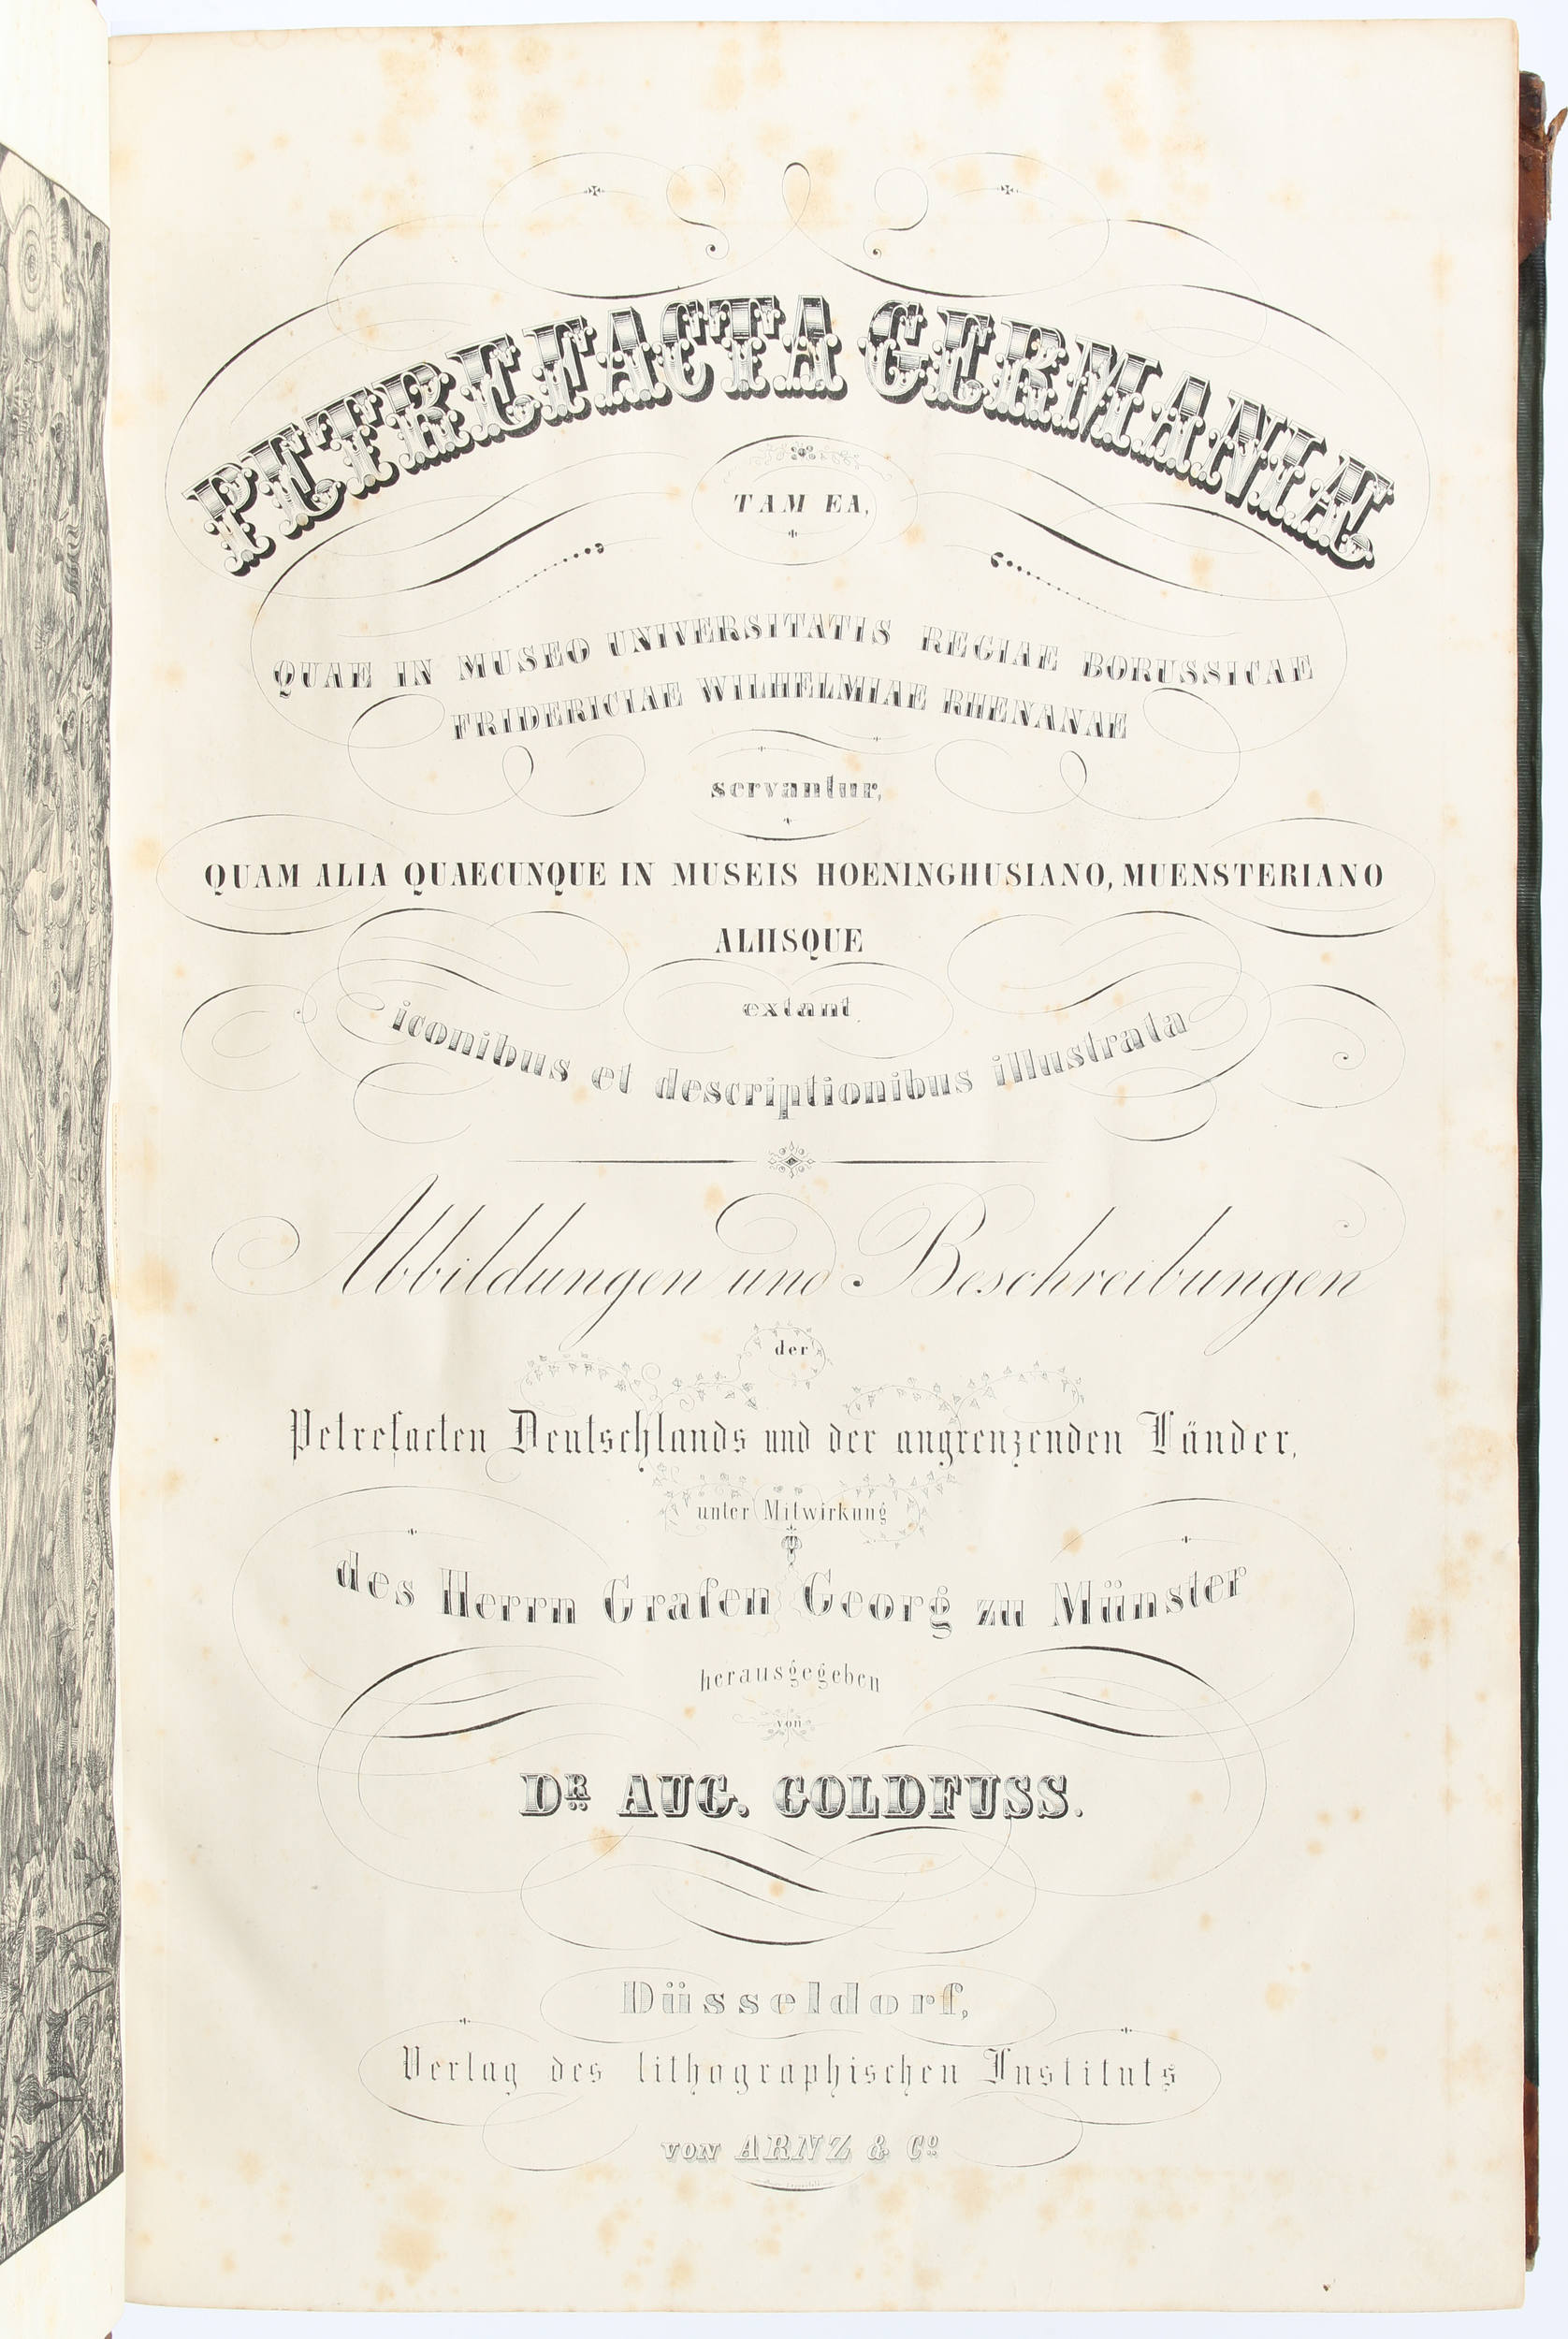 PETREFACTA GERMANIÆ
TAM EA,
QUAE IN MUSEO UNIVERSITATIS REGIAE BORUSSICAE
FRIDERICIAE WILHELMIAE RHENANAE
servantur,
QUAM ALIA QUAECUNQUE IN MUSEIS HOENINGHUSIANO, MUENSTERIANO
ALIISQUE
extant
iconibus et descriptionibus illustrata
Abbildungen und Beschreibungen
der
Petrefacten Deutschlands und der angrenzenden Länder,
unter Mitwirkung
des Herrn Grafen Georg zu Münster
herausgegeben
von
DR. AUG. GOLDFUSS.
Düsseldorf,
Verlag des lithographischen Instituts
VON ARNZ & Co